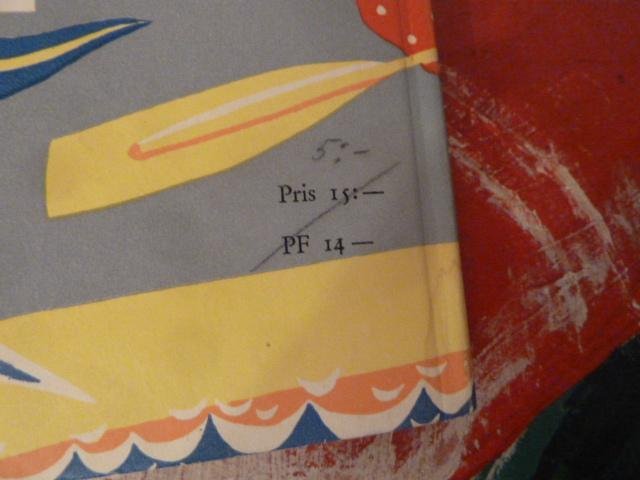 5:-
Pris 15:—
PF 14—